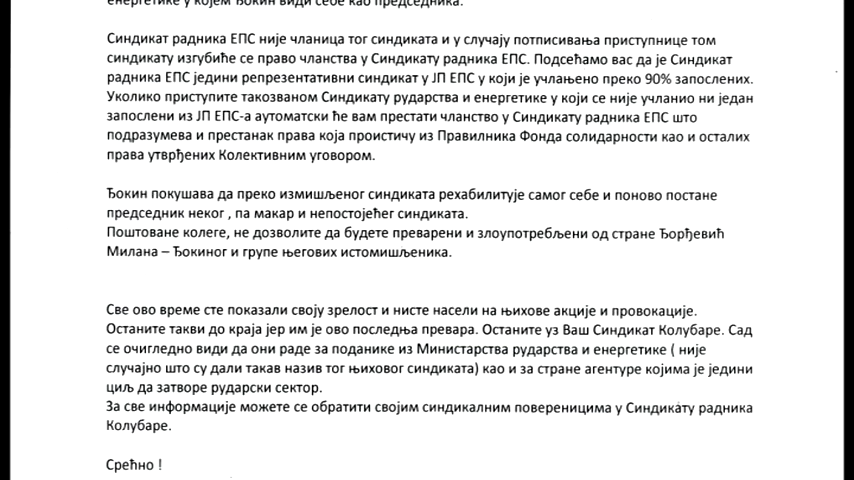 енергетике у којем Ђокин види себе као председника.
Синдикат радника ЕПС није чланица тог синдиката и у случају потписивања приступнице том
синдикату изгубиће се право чланства у Синдикату радника ЕПС. Подсећамо вас да је Синдикат
радника ЕПС једини репрезентативни синдикат у ЈП ЕПС у који је учлањено преко 90% запослених.
Уколико приступите такозваном Синдикату рударства и енергетике у који се није учланио ни један
запослени из ЈП ЕПС-а аутоматски ће вам престати чланство у Синдикату радника ЕПС што
подразумева и престанак права која проистичу из Правилника Фонда солидарности као и осталих
права утврђених Колективним уговором.
Ђокин покушава да преко измишљеног синдиката рехабилитује самог себе и поново постане
председник неког , па макар и непостојећег синдиката.
Поштоване колеге, не дозволите да будете преварени и злоупотребљени од стране Ђорђевић
Милана – Ђокиног и групе његових истомишљеника.
Све ово време сте показали своју зрелост и нисте насели на њихове акције и провокације.
Останите такви до краја јер им је ово последња превара. Останите уз Ваш Синдикат Колубаре. Сад
се очигледно види да они раде за поданике из Министарства рударства и енергетике ( није
случајно што су дали такав назив тог њиховог синдиката) као и за стране агентуре којима је једини
циљ да затворе рударски сектор.
За све информације можете се обратити својим синдикалним повереницима у Синдикату радника
Колубаре.
Срећно !